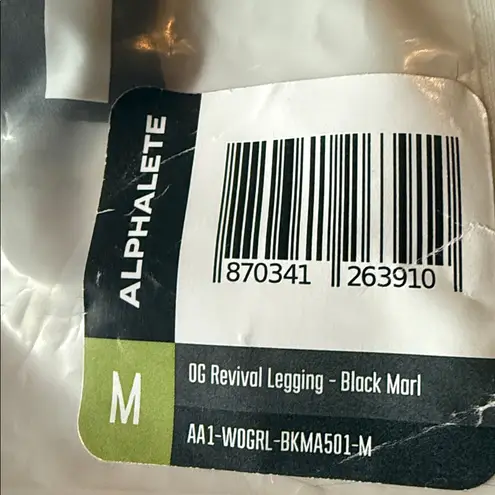 ALPHALETE
870341 263910
M
OG Revival Legging - Black Marl
AA1-WOGRL-BKMA501-M